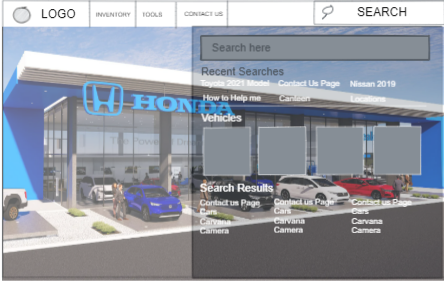 LOGO
INVENTORY TOOLS CONTACT US
SEARCH
Search here
Recent Searches
Toyota 2021 Model Contact Us Page Nissan 2019
How to Help me Canteen Locations
HONDA
Vehicles
Search Results
Contact us Page Contact us Page Contact us Page
Cars Cars Cars
Carvana Carvana Carvana
Camera Camera Camera